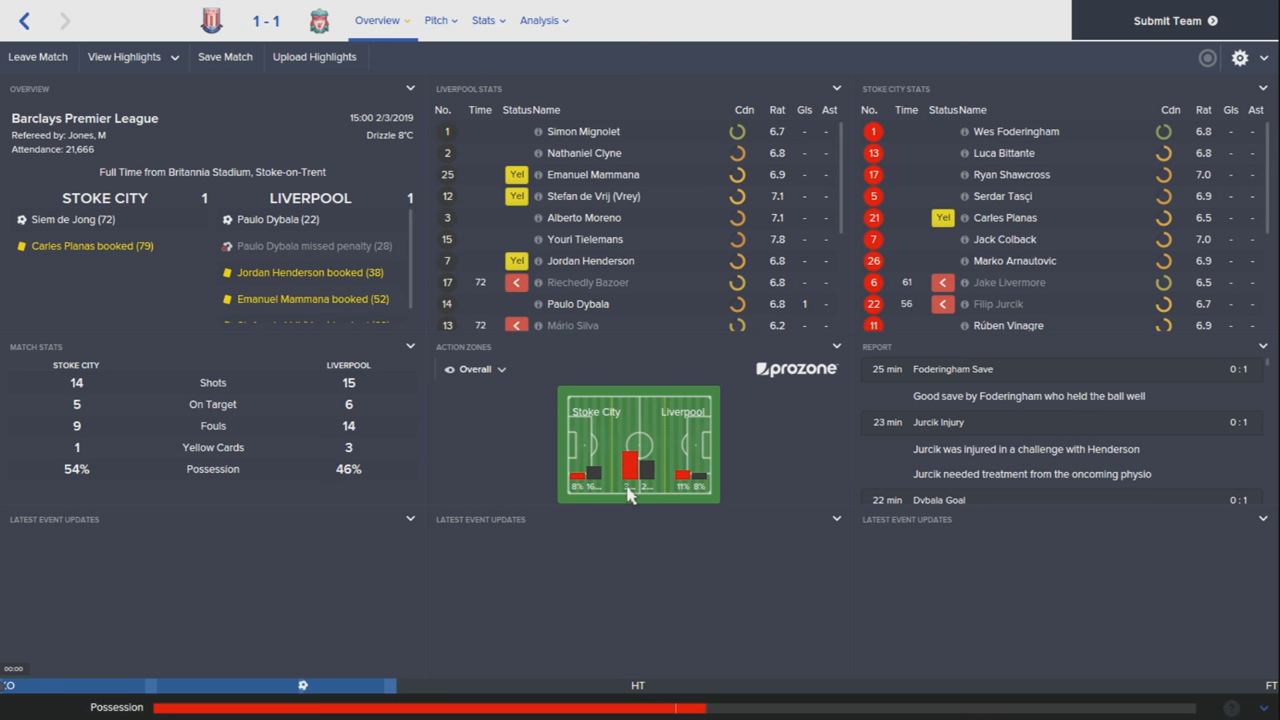 1 - 1
Overview
Pitch
Stats
Analysis
Submit Team
Leave Match
View Highlights
Save Match
Upload Highlights
OVERVIEW
Barclays Premier League
15:00 2/3/2019
Refereed by: Jones, M
Drizzle 8°C
Attendance: 21,666
Full Time from Britannia Stadium, Stoke-on-Trent
STOKE CITY 1 LIVERPOOL 1
Siem de Jong (72)
Carles Planas booked (79)
Paulo Dybala (22)
Paulo Dybala missed penalty (28)
Jordan Henderson booked (38)
Emanuel Mammana booked (52)
LIVERPOOL STATS
No. Time Status Name Cdn Rat Gls Ast
1 Simon Mignolet 6.7 - -
2 Nathaniel Clyne 6.8 - -
25 Yel Emanuel Mammana 6.9 - -
12 Yel Stefan de Vrij (Vrey) 7.1 - -
3 Alberto Moreno 7.1 - -
15 Youri Tielemans 7.8 - -
7 Yel Jordan Henderson 6.8 - -
17 72 Riechedly Bazoer 6.8 - -
14 Paulo Dybala 6.8 1 -
13 72 Mário Silva 6.2 - -
STOKE CITY STATS
No. Time Status Name Cdn Rat Gls Ast
1 Wes Foderingham 6.8 - -
13 Luca Bittante 6.8 - -
17 Ryan Shawcross 7.0 - -
5 Serdar Tasçi 6.9 - -
21 Yel Carles Planas 6.5 - -
7 Jack Colback 7.0 - -
26 Marko Arnautovic 6.9 - -
6 61 Jake Livermore 6.5 - -
22 56 Filip Jurcik 6.7 - -
11 Rúben Vinagre 6.9 - -
MATCH STATS
STOKE CITY LIVERPOOL
14 Shots 15
5 On Target 6
9 Fouls 14
1 Yellow Cards 3
54% Possession 46%
ACTION ZONES
Overall
prozone
Stoke City Liverpool
8% 16... 2... 11% 8%
REPORT
25 min Foderingham Save 0 : 1
Good save by Foderingham who held the ball well
23 min Jurcik Injury 0 : 1
Jurcik was injured in a challenge with Henderson
Jurcik needed treatment from the oncoming physio
22 min Dybala Goal 0 : 1
LATEST EVENT UPDATES
LATEST EVENT UPDATES
LATEST EVENT UPDATES
00:00
HT
FT
Possession